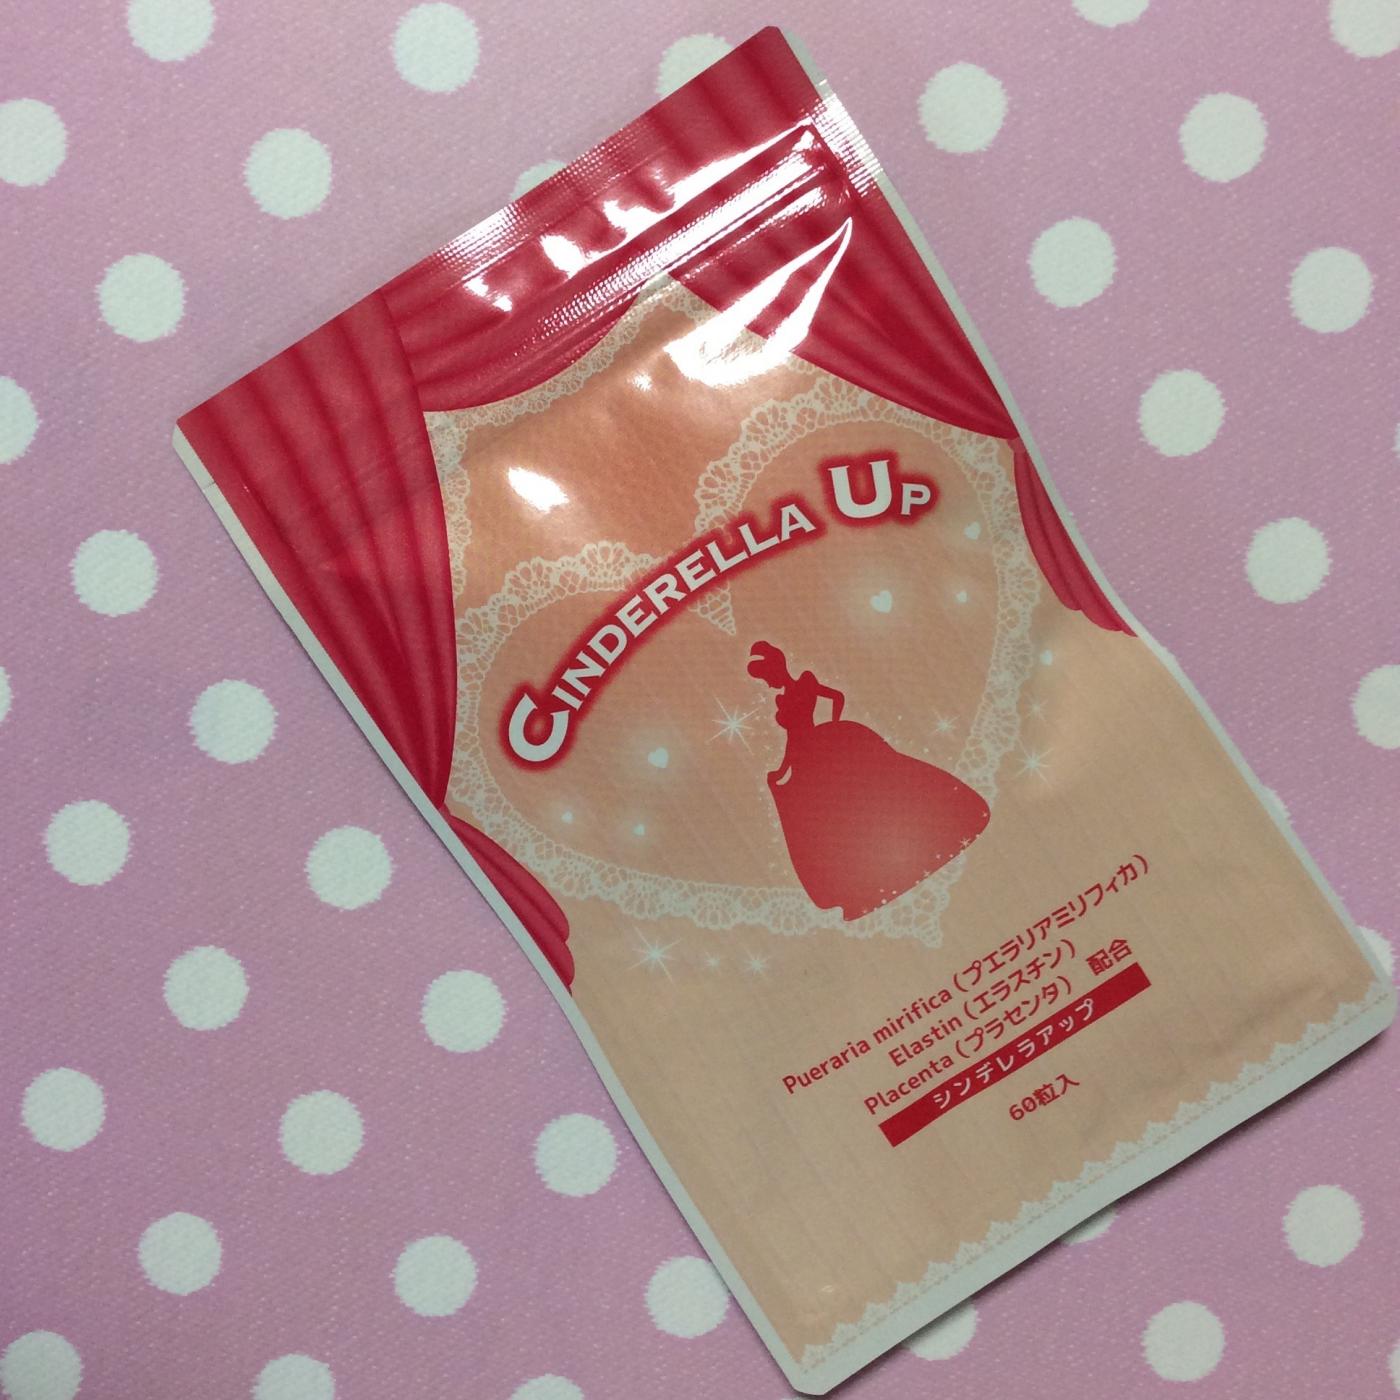 CINDERELLA UP
Pueraria mirifica (プエラリアミリフィカ)
Elastin (エラスチン)
Placenta (プラセンタ) 配合
シンデレラアップ
60粒入